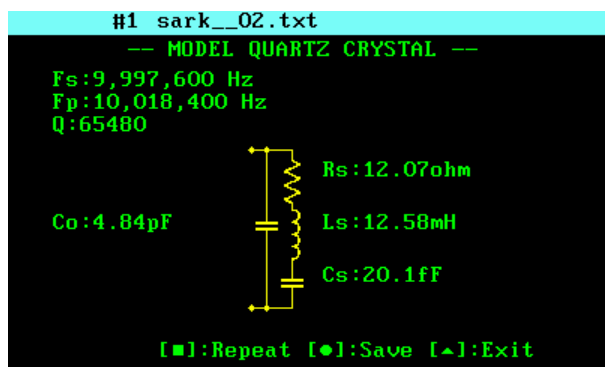 #1 sark__02.txt
-- MODEL QUARTZ CRYSTAL --
Fs:9,997,600 Hz
Fp:10,018,400 Hz
Q:65480
Rs:12.07ohm
Co:4.84pF
Ls:12.58mH
Cs:20.1fF
[■]:Repeat [●]:Save [▲]:Exit